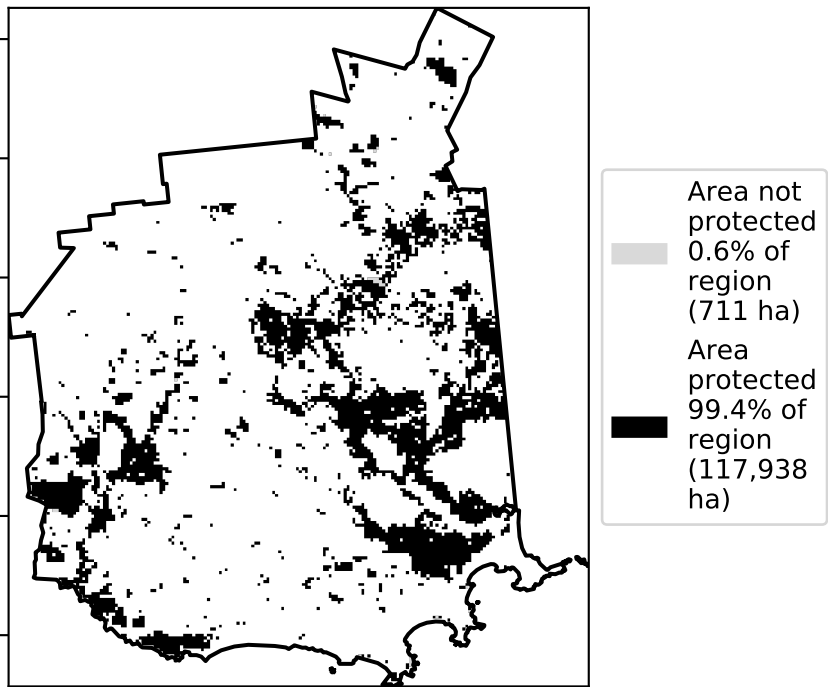 Area not
protected
0.6% of
region
(711 ha)
Area
protected
99.4% of
region
(117,938
ha)